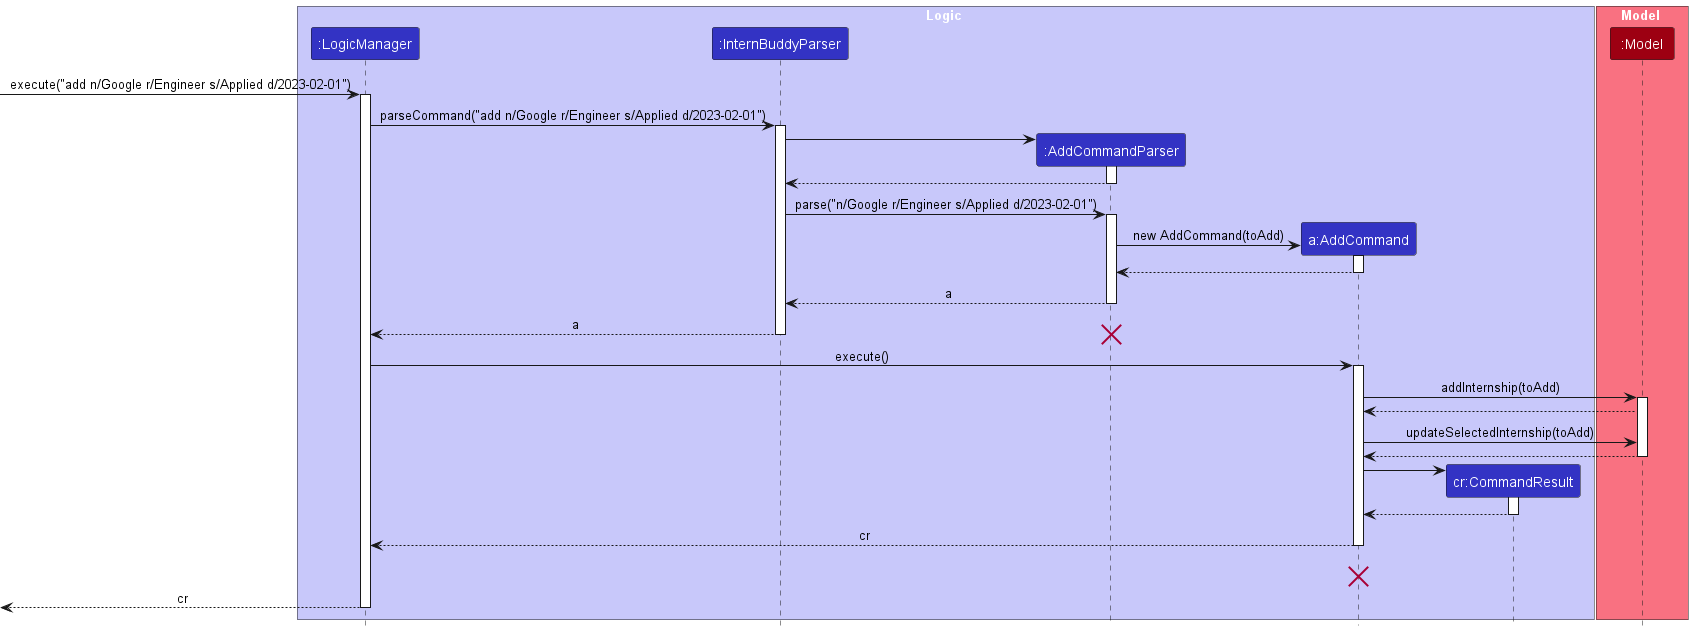 Logic
Model
:LogicManager
:InternBuddyParser
:Model
execute("add n/Google r/Engineer s/Applied d/2023-02-01")
parseCommand("add n/Google r/Engineer s/Applied d/2023-02-01")
:AddCommandParser
parse("n/Google r/Engineer s/Applied d/2023-02-01")
new AddCommand(toAdd)
a:AddCommand
a
a
execute()
addInternship(toAdd)
updateSelectedInternship(toAdd)
cr:CommandResult
cr
cr